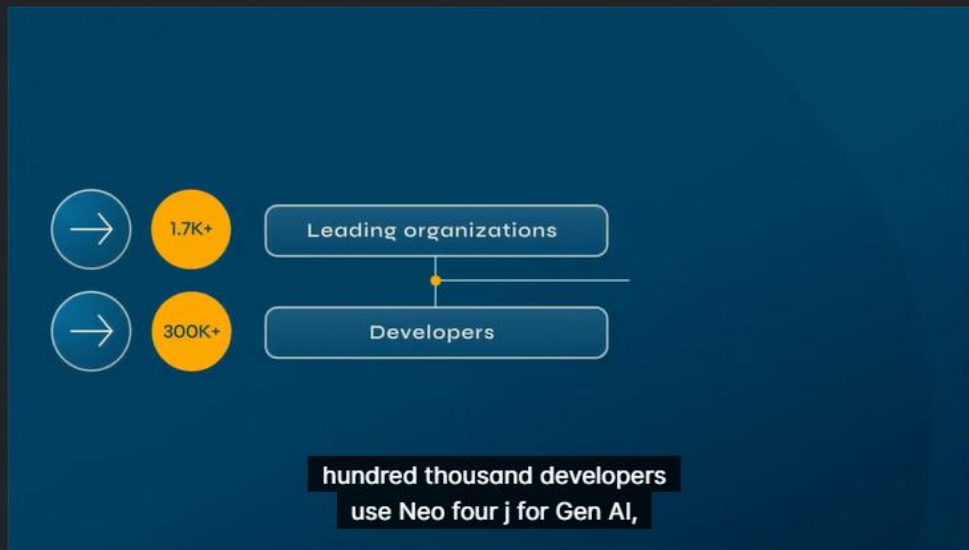 1.7K+
Leading organizations
300K+
Developers
hundred thousand developers
use Neo four j for Gen AI,